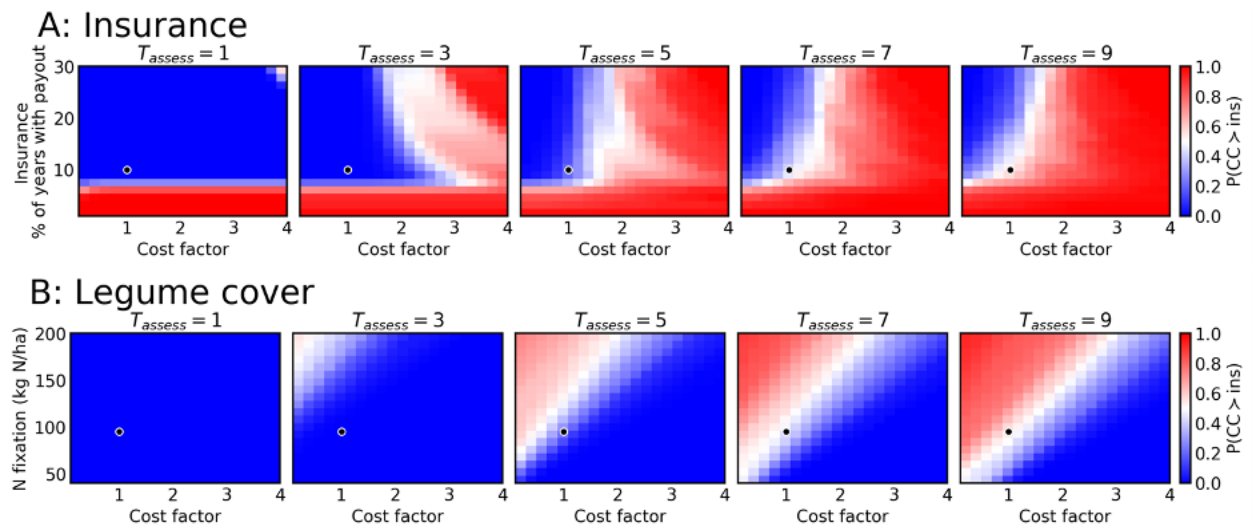 A: Insurance
T_assess = 1 T_assess = 3 T_assess = 5 T_assess = 7 T_assess = 9
Insurance
% of years with payout
30
20
10
1 2 3 4 1 2 3 4 1 2 3 4 1 2 3 4 1 2 3 4
Cost factor Cost factor Cost factor Cost factor Cost factor
1.0
0.8
0.6
0.4
0.2
0.0
P(CC>ins)
B: Legume cover
T_assess = 1 T_assess = 3 T_assess = 5 T_assess = 7 T_assess = 9
N fixation (kg N/ha)
200
150
100
50
1 2 3 4 1 2 3 4 1 2 3 4 1 2 3 4 1 2 3 4
Cost factor Cost factor Cost factor Cost factor Cost factor
1.0
0.8
0.6
0.4
0.2
0.0
P(CC>ins)